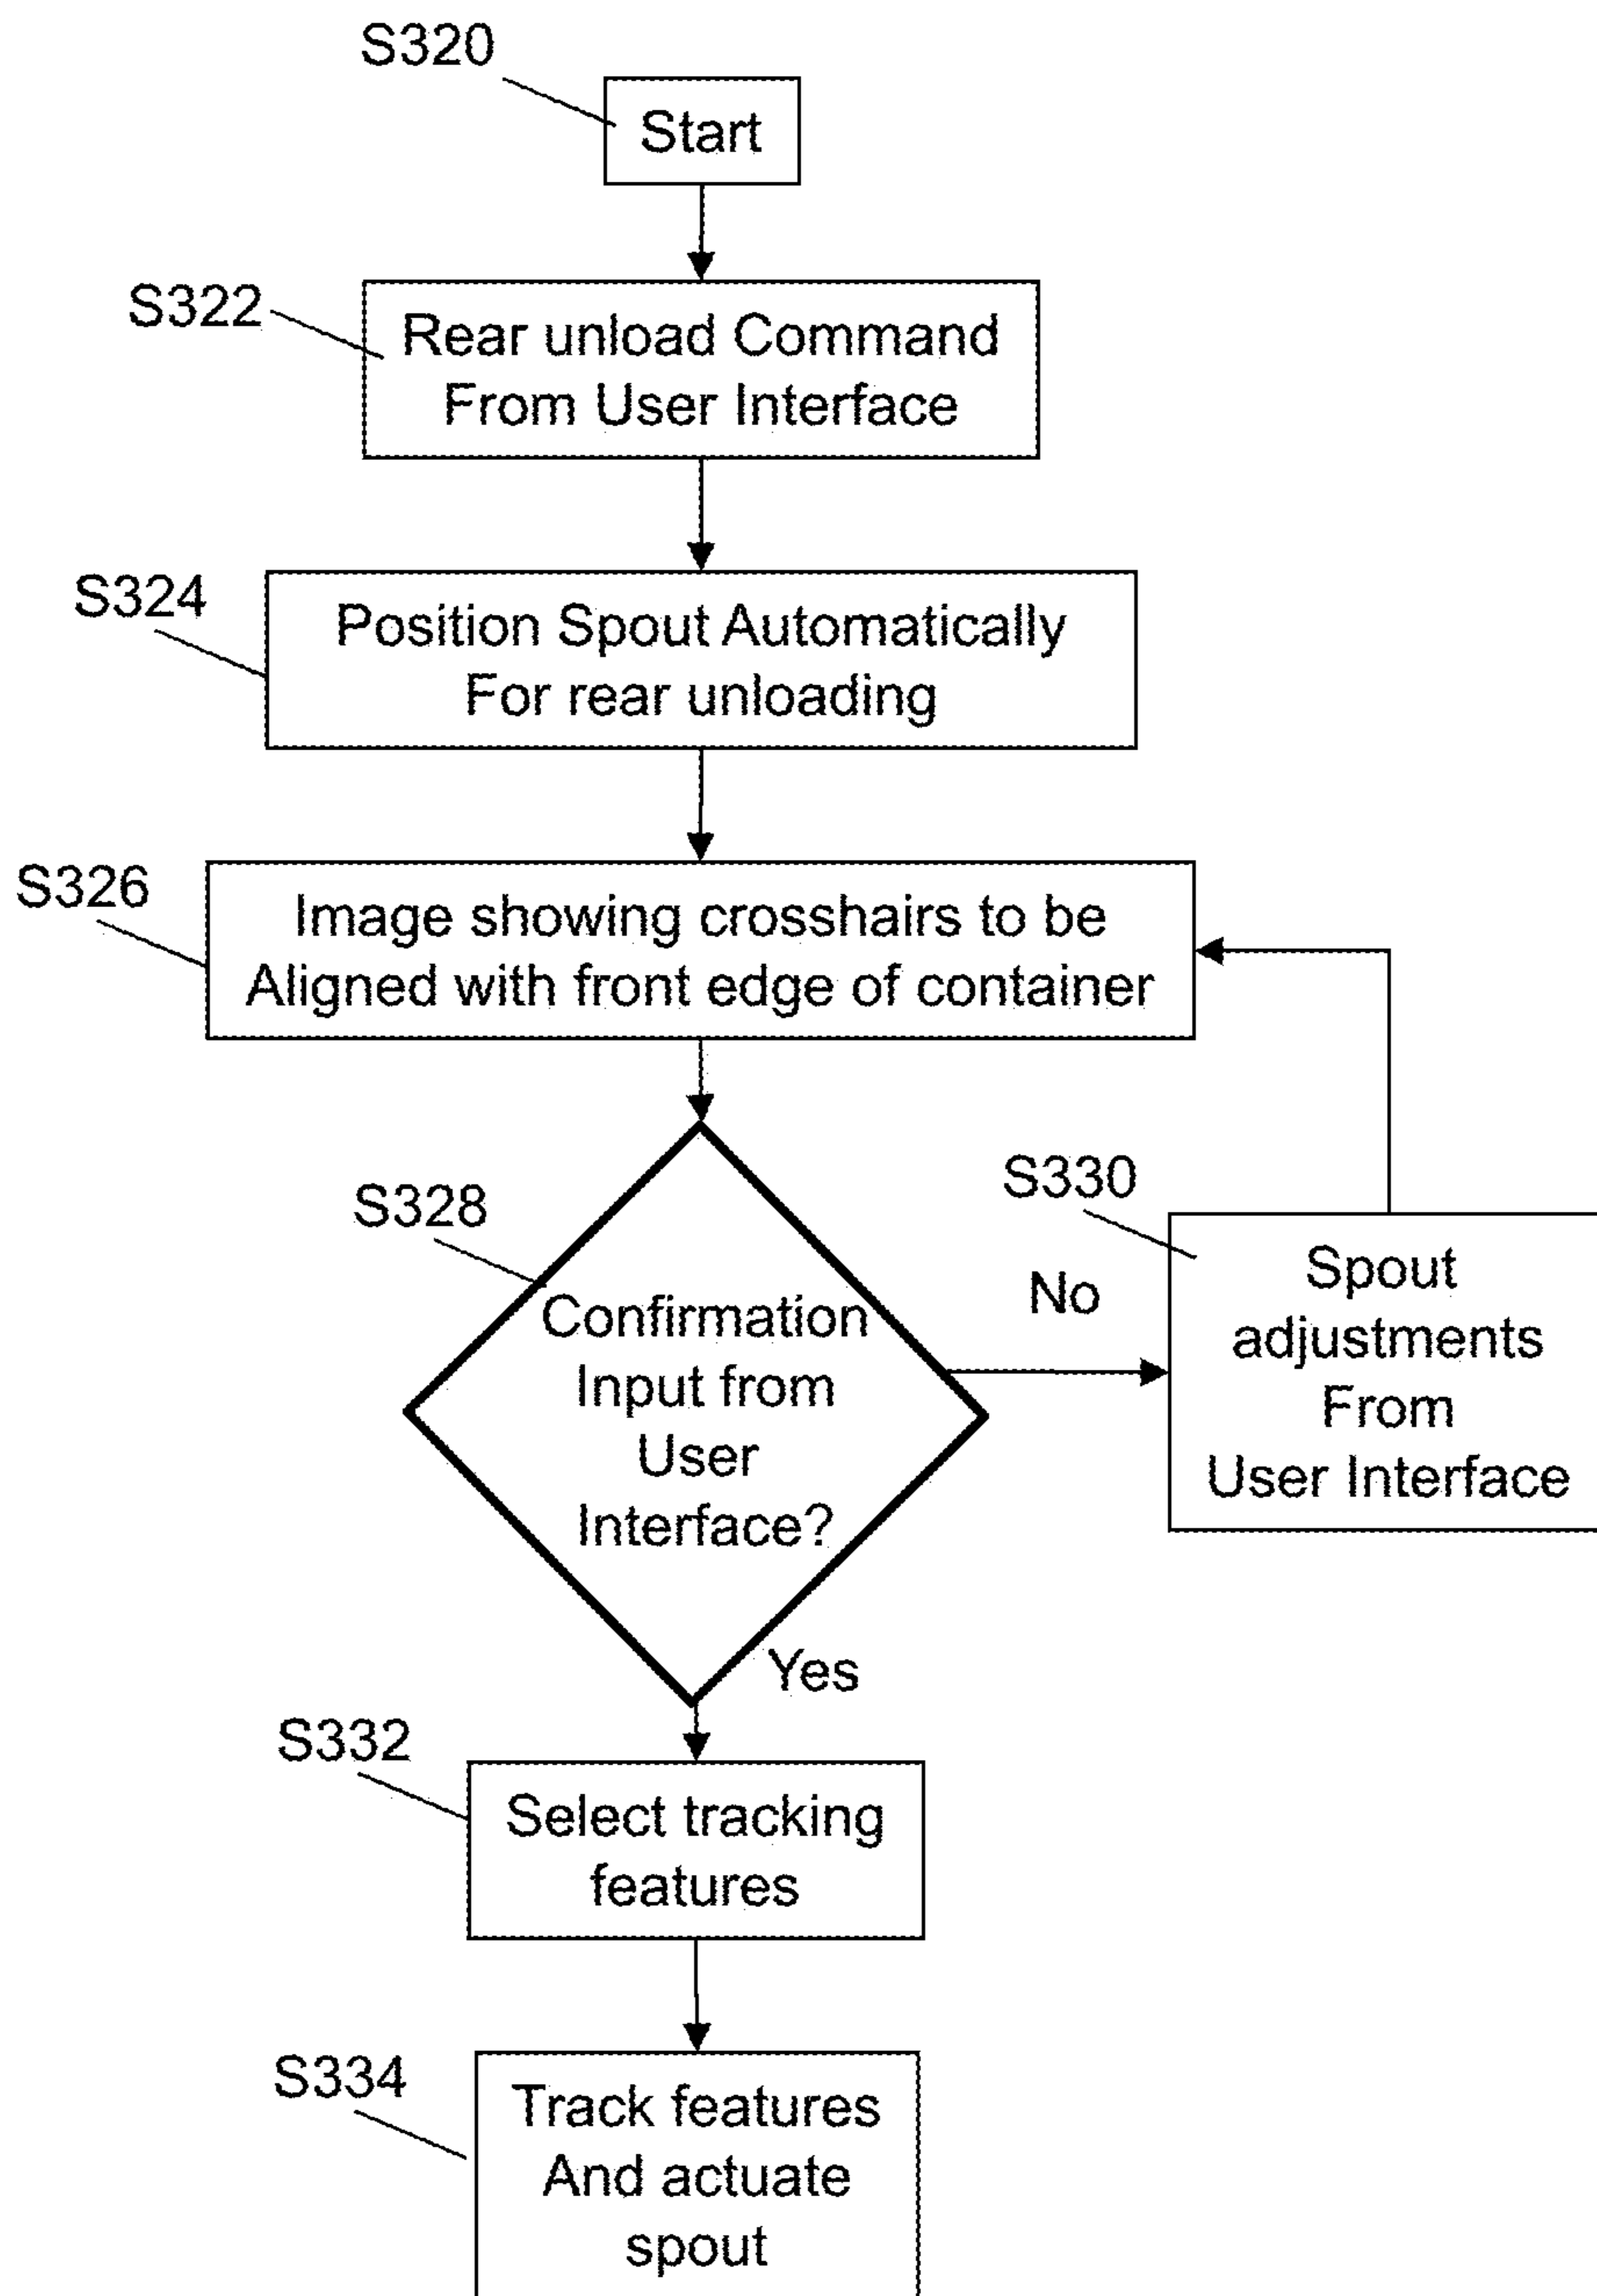 S320
Start
S322
Rear unload Command
From User Interface
S324
Position Spout Automatically
For rear unloading
S326
Image showing crosshairs to be
Aligned with front edge of container
S328
Confirmation
Input from
User
Interface?
No
S330
Spout
adjustments
From
User Interface
Yes
S332
Select tracking
features
S334
Track features
And actuate
spout